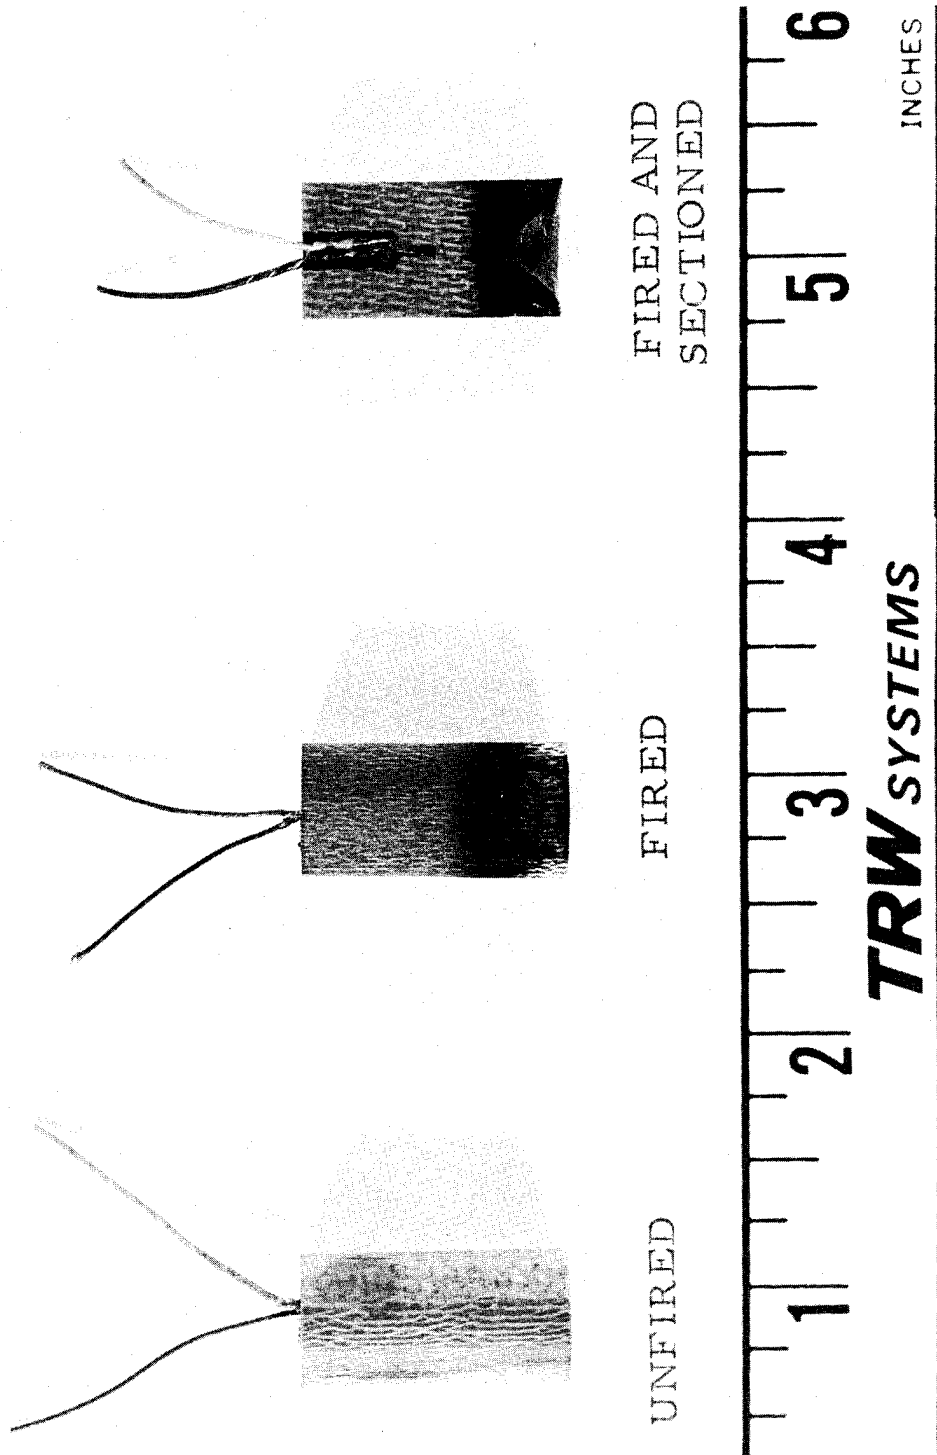 UNFIRED
FIRED
FIRED AND
SECTIONED
1 2 3 4 5 6
TRW SYSTEMS
INCHES